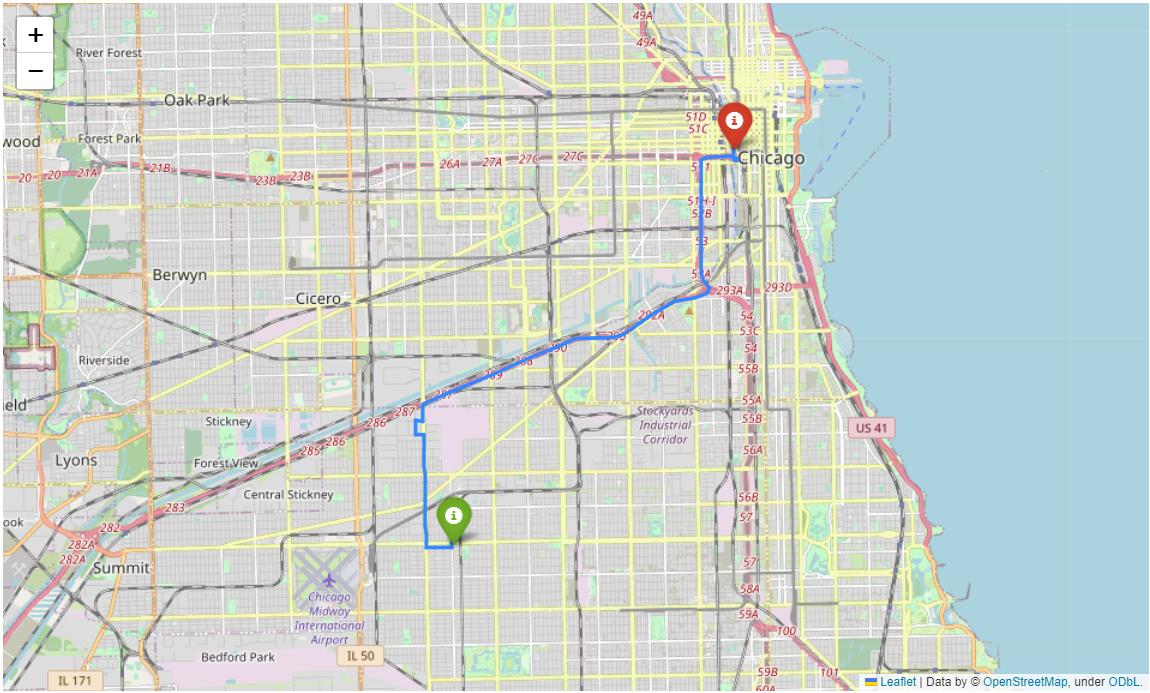 49A
49A
+
−
River Forest
Oak Park
51D
51C
wood
Forest Park
Chicago
26A
27A
27C
27C
20
20
21A
21B
23B
23B
51H-I
53
Berwyn
Cicero
293A
293D
292A
54
53C
54
55B
290
290
288
289
287
Riverside
eld
287
286
286
285
Stickney
Stockyards
Industrial
Corridor
55A
55B
US 41
56A
Lyons
Forest View
Central Stickney
283
56B
57
ook
282
282A
282A
Summit
57
58A
59A
100
Chicago
Midway
International
Airport
Bedford Park
IL 50
IL 171
59B
60A
101
Leaflet | Data by © OpenStreetMap, under ODbL.